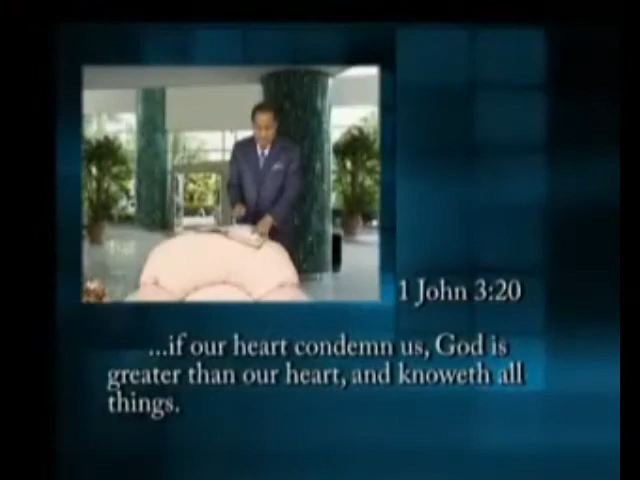 1 John 3:20
...if our heart condemn us, God is
greater than our heart, and knoweth all
things.